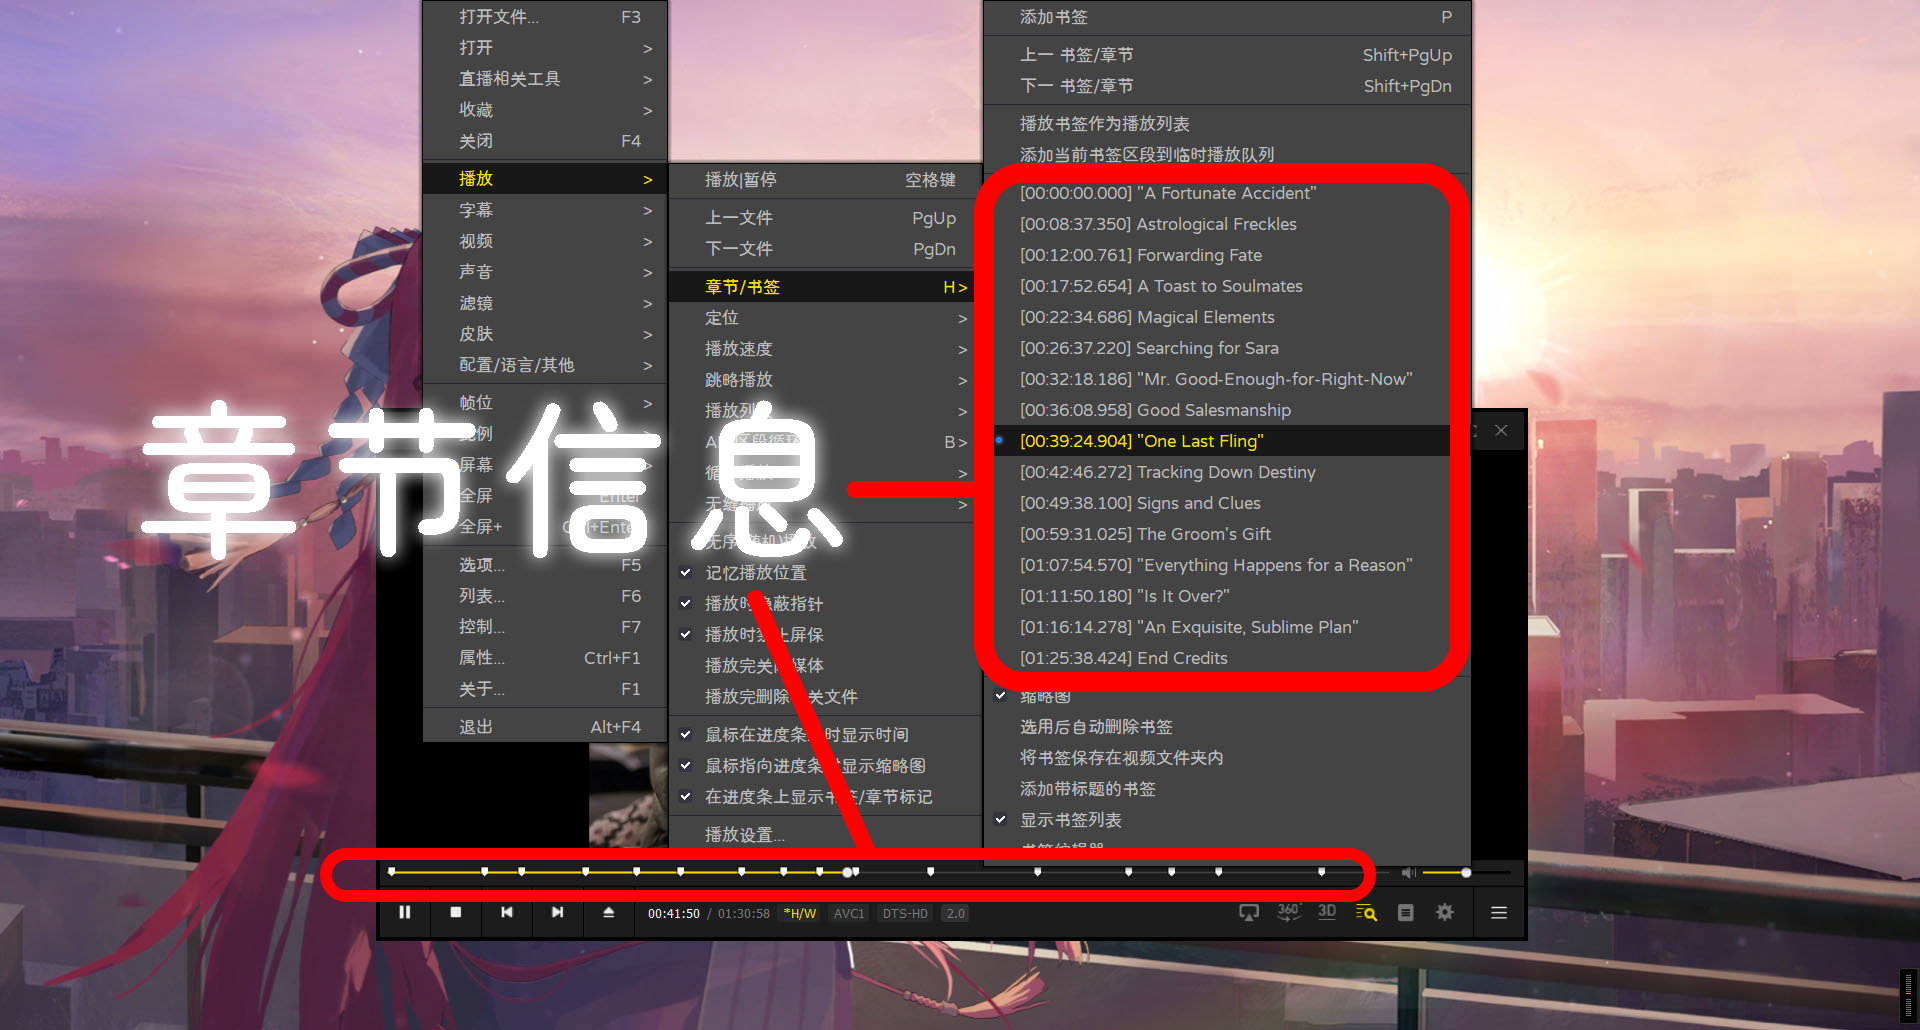 打开文件... F3
打开 >
直播相关工具 >
收藏 >
关闭 F4
播放 >
字幕 >
视频 >
声音 >
滤镜 >
皮肤 >
配置/语言/其他 >
帧位 >
比例
屏幕
全屏 Enter
全屏+
选项... F5
列表... F6
控制... F7
属性... Ctrl+F1
关于... F1
退出 Alt+F4
播放|暂停 空格键
上一文件 PgUp
下一文件 PgDn
章节/书签 H >
定位 >
播放速度 >
跳略播放 >
播放列 >
B >
>
>
记忆播放位置
播放时隐蔽指针
播放时禁止屏保
播放完关闭媒体
播放完删除 关文件
鼠标在进度条 时显示时间
鼠标指向进度条时显示缩略图
在进度条上显示书签/章节标记
播放设置...
添加书签 P
上一 书签/章节 Shift+PgUp
下一 书签/章节 Shift+PgDn
播放书签作为播放列表
添加当前书签区段到临时播放队列
[00:00:00.000] "A Fortunate Accident"
[00:08:37.350] Astrological Freckles
[00:12:00.761] Forwarding Fate
[00:17:52.654] A Toast to Soulmates
[00:22:34.686] Magical Elements
[00:26:37.220] Searching for Sara
[00:32:18.186] "Mr. Good-Enough-for-Right-Now"
[00:36:08.958] Good Salesmanship
[00:39:24.904] "One Last Fling"
[00:42:46.272] Tracking Down Destiny
[00:49:38.100] Signs and Clues
[00:59:31.025] The Groom's Gift
[01:07:54.570] "Everything Happens for a Reason"
[01:11:50.180] "Is It Over?"
[01:16:14.278] "An Exquisite, Sublime Plan"
[01:25:38.424] End Credits
缩略图
选用后自动删除书签
将书签保存在视频文件夹内
添加带标题的书签
显示书签列表
书签编辑器
章节信息
00:41:50 / 01:30:58 *H/W AVC1 DTS-HD 2.0
360° 3D